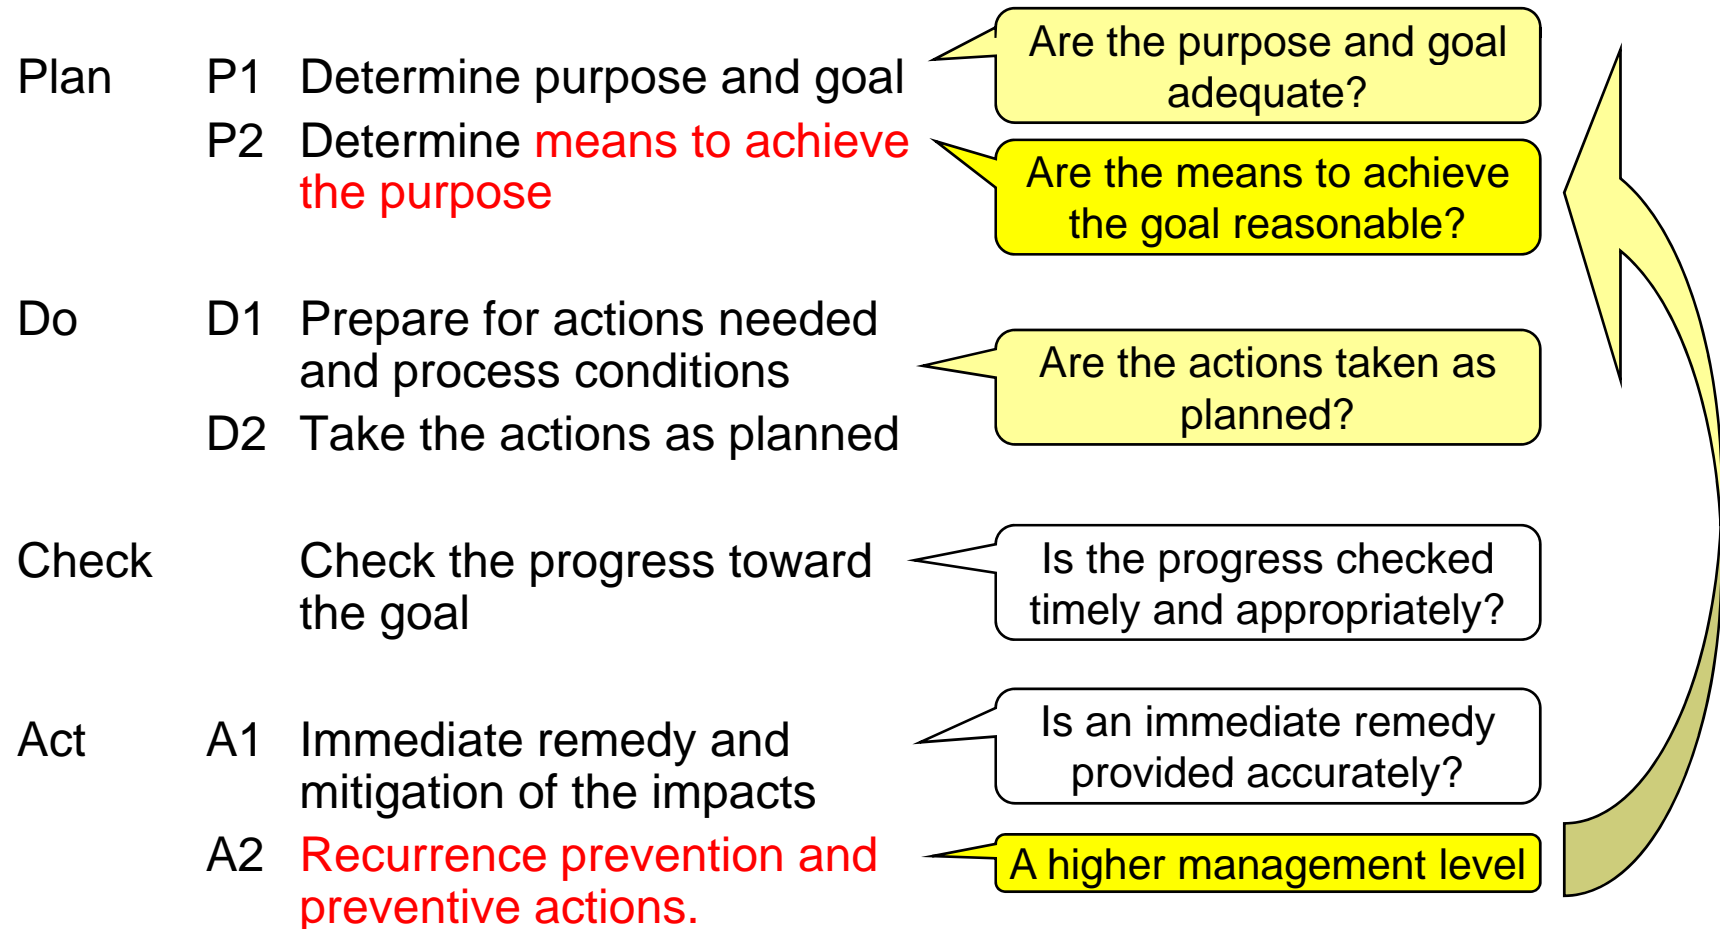 Plan P1 Determine purpose and goal
Are the purpose and goal
adequate?
P2 Determine means to achieve
the purpose
Are the means to achieve
the goal reasonable?
Do D1 Prepare for actions needed
and process conditions
Are the actions taken as
planned?
D2 Take the actions as planned
Check Check the progress toward
the goal
Is the progress checked
timely and appropriately?
Act A1 Immediate remedy and
mitigation of the impacts
Is an immediate remedy
provided accurately?
A2 Recurrence prevention and
preventive actions.
A higher management level